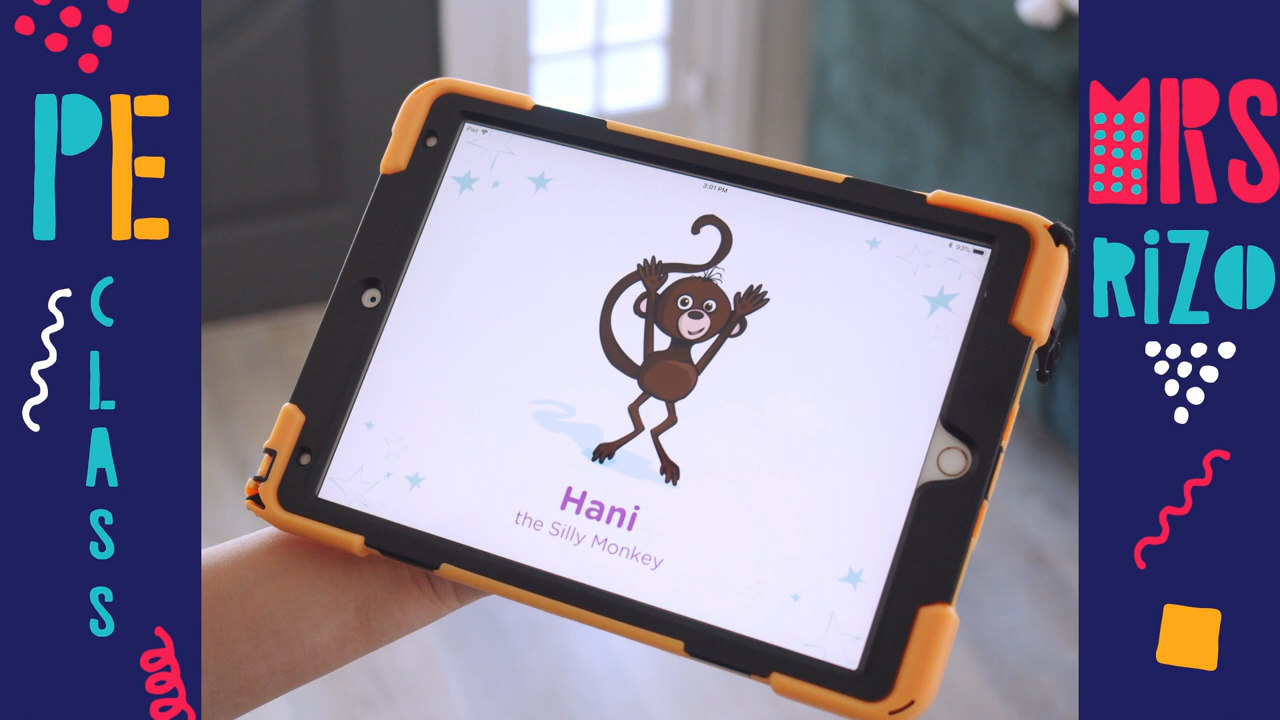 PE
CLASS
iPad
3:01 PM
93%
Hani
the Silly Monkey
MRS
RiZO